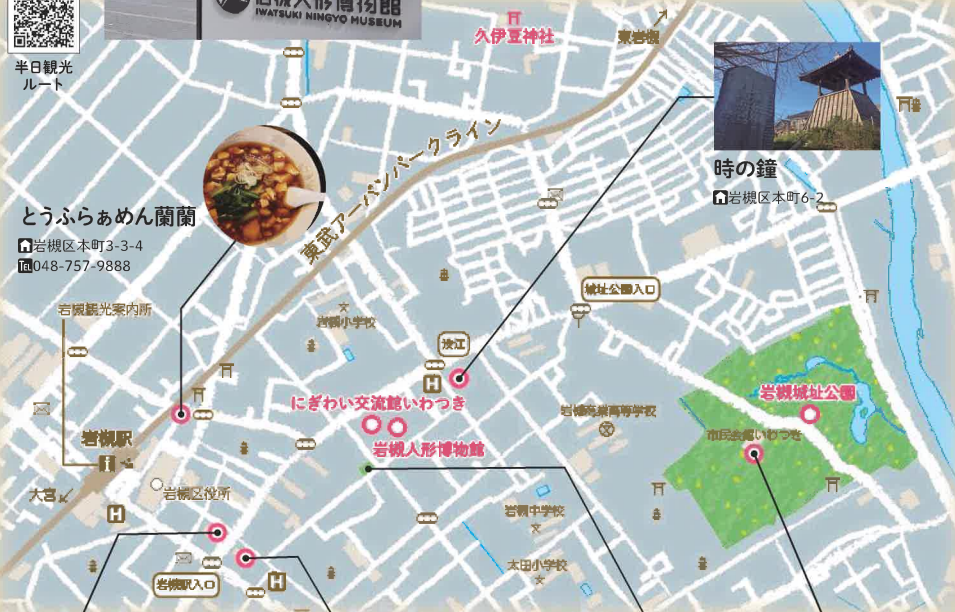 岩槻人形博物館
IWATSUKI NINGYO MUSEUM
半日観光
ルート
久伊豆神社
東岩槻
東武アーバンパークライン
時の鐘
岩槻区本町6-2
とうふらぁめん蘭蘭
岩槻区本町3-3-4
TEL 048-757-9888
岩槻観光案内所
城址公園入口
岩槻小学校
渋江
H
にぎわい交流館いわつき
岩槻人形博物館
岩槻城址公園
岩槻商業高等学校
市民会館いわつき
岩槻駅
大宮
岩槻区役所
H
岩槻中学校
太田小学校
岩槻駅入口
H